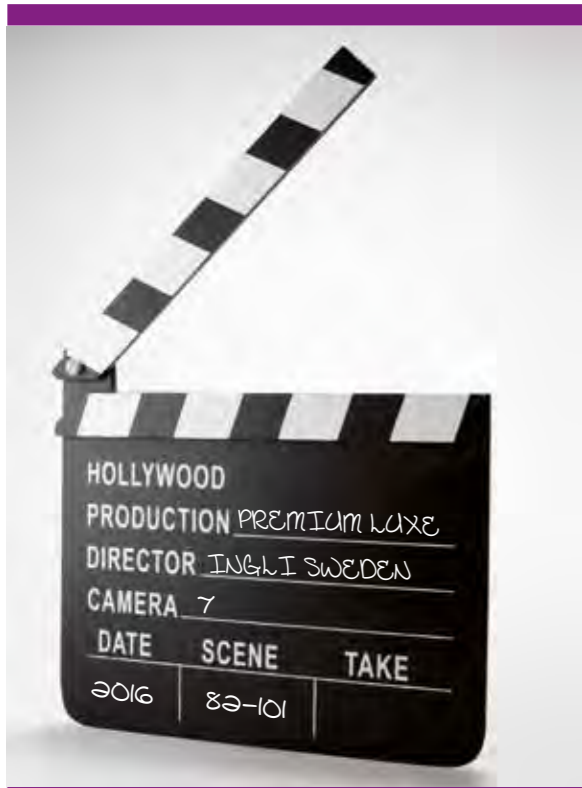 HOLLYWOOD
PRODUCTION PREMIUM LUXE
DIRECTOR INGLI SWEDEN
CAMERA 7
DATE SCENE TAKE
2016 82-101